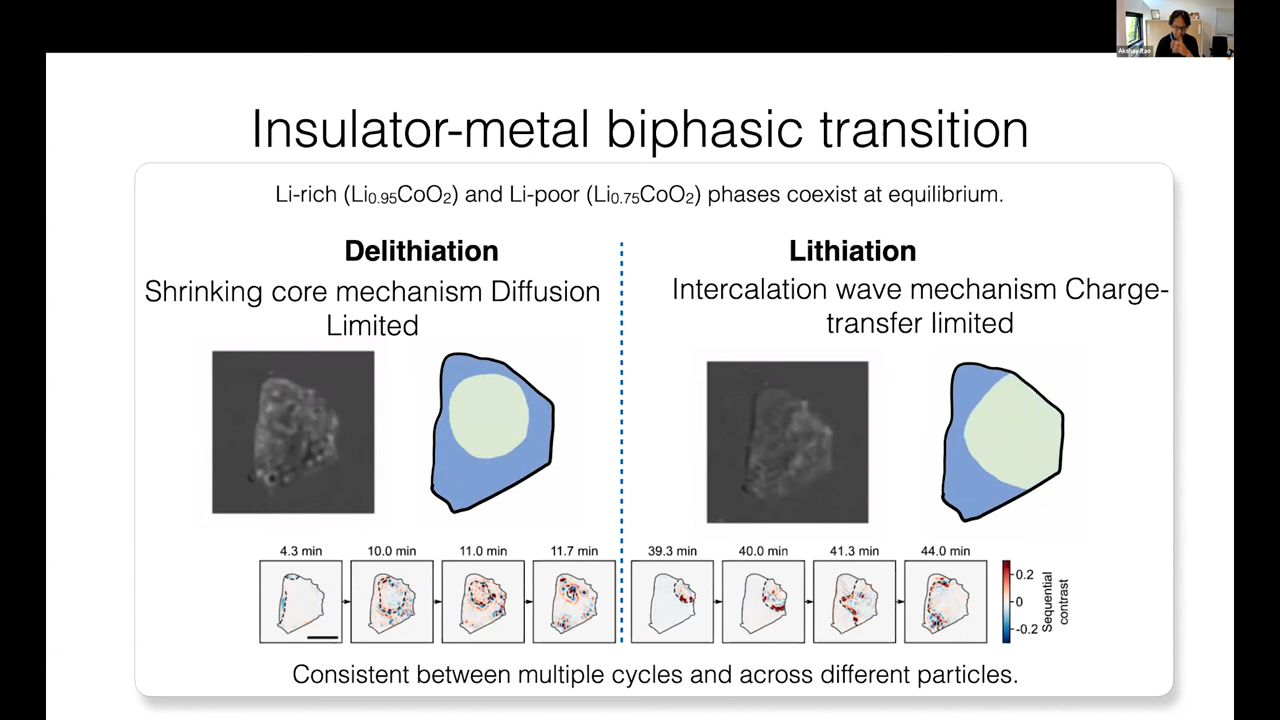 Akshay Rao
Insulator-metal biphasic transition
Li-rich (Li₀.₉₅CoO₂) and Li-poor (Li₀.₇₅CoO₂) phases coexist at equilibrium.
Delithiation
Shrinking core mechanism Diffusion
Limited
Lithiation
Intercalation wave mechanism Charge-
transfer limited
4.3 min
10.0 min
11.0 min
11.7 min
39.3 min
40.0 min
41.3 min
44.0 min
0.2
0
-0.2
Sequential
contrast
Consistent between multiple cycles and across different particles.